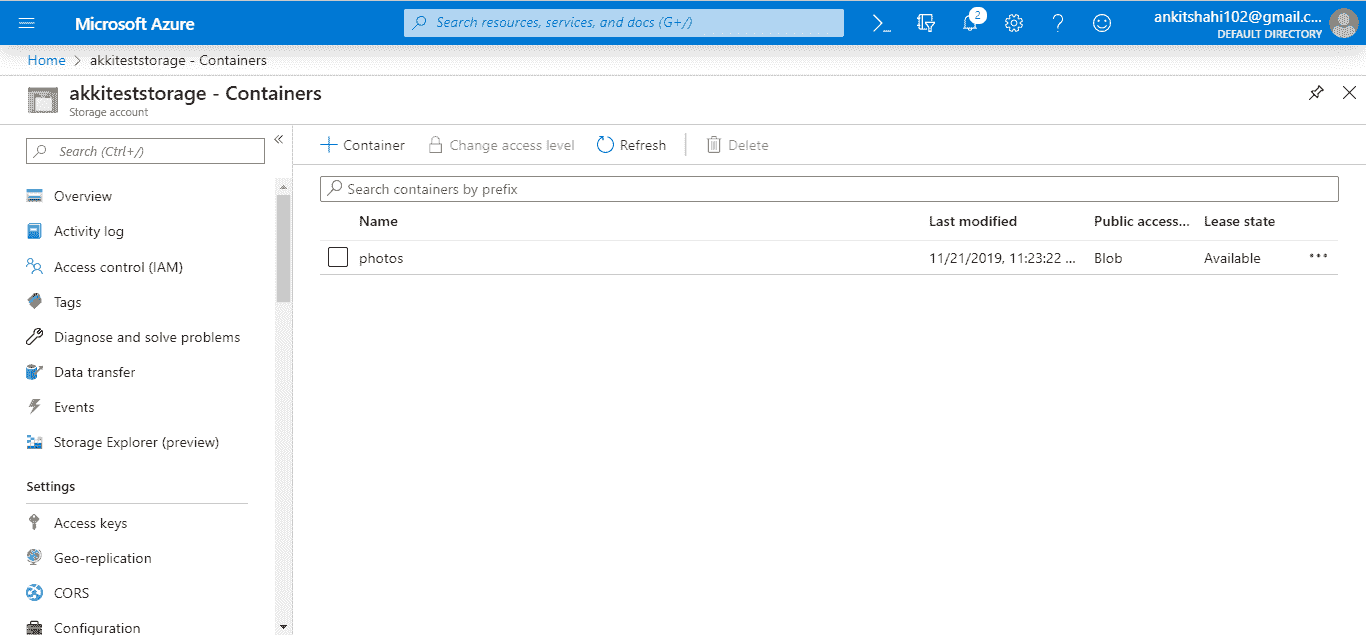 Microsoft Azure
Search resources, services, and docs (G+/)
2
ankitshahi102@gmail.c...
DEFAULT DIRECTORY
Home > akkiteststorage - Containers
akkiteststorage - Containers
Storage account
Search (Ctrl+/)
Overview
Activity log
Access control (IAM)
Tags
Diagnose and solve problems
Data transfer
Events
Storage Explorer (preview)
Settings
Access keys
Geo-replication
CORS
Configuration
Container Change access level Refresh Delete
Search containers by prefix
Name Last modified Public access... Lease state
photos 11/21/2019, 11:23:22 ... Blob Available